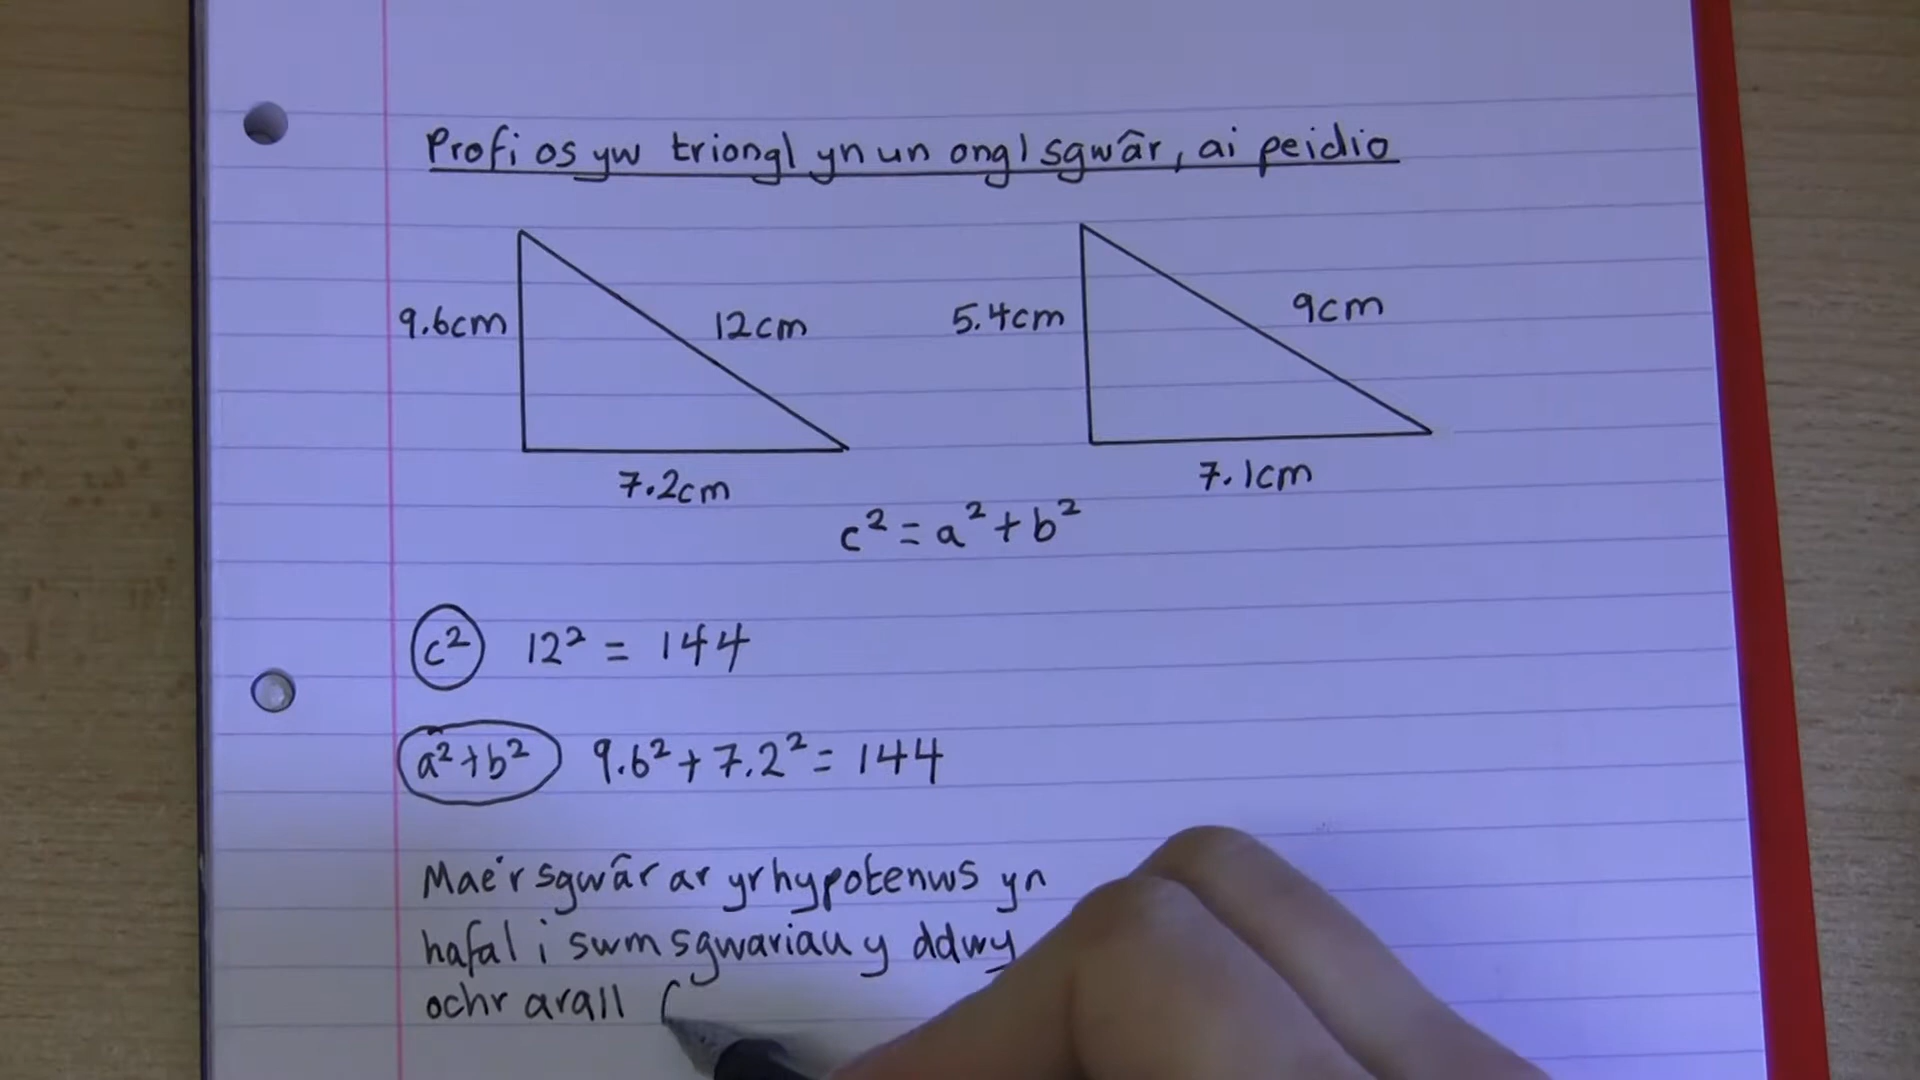 Profi os yw triongl yn un ongl sgwâr, ai peidio
9.6cm
12cm
7.2cm
5.4cm
9cm
7.1cm
c² = a² + b²
c² 12² = 144
a²+b² 9.6² + 7.2² = 144
Mae'r sgwâr ar yr hypotenws yn
hafal i swm sgwariau y ddwy
ochr arall (